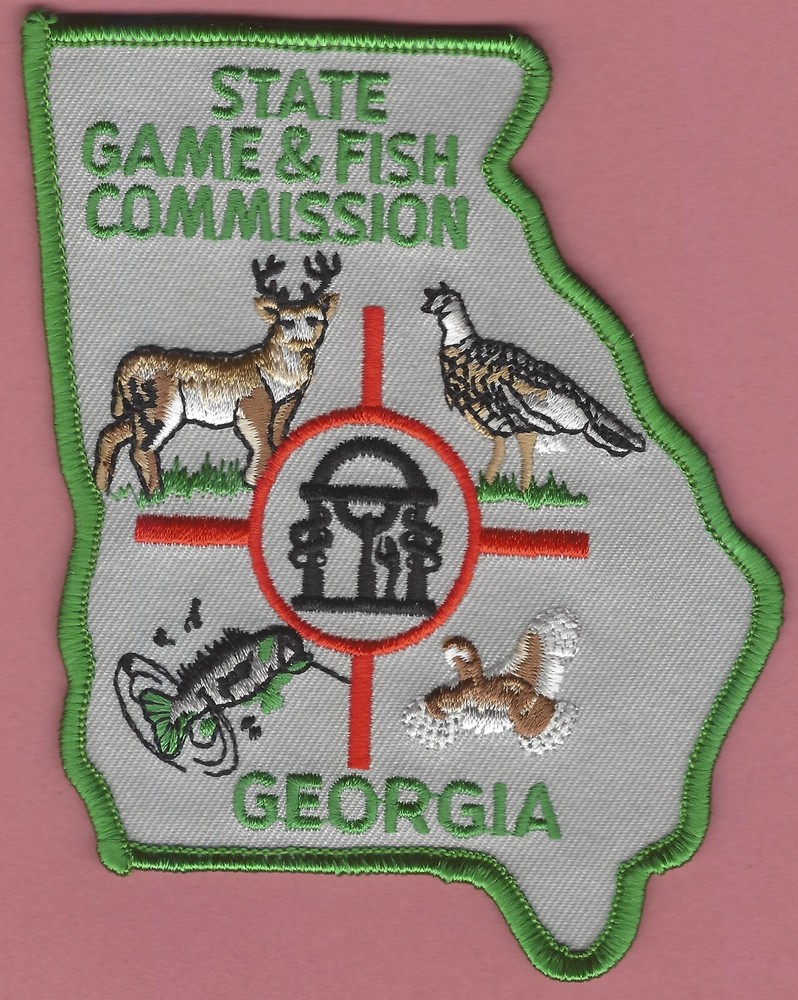 STATE
GAME & FISH
COMMISSION
GEORGIA